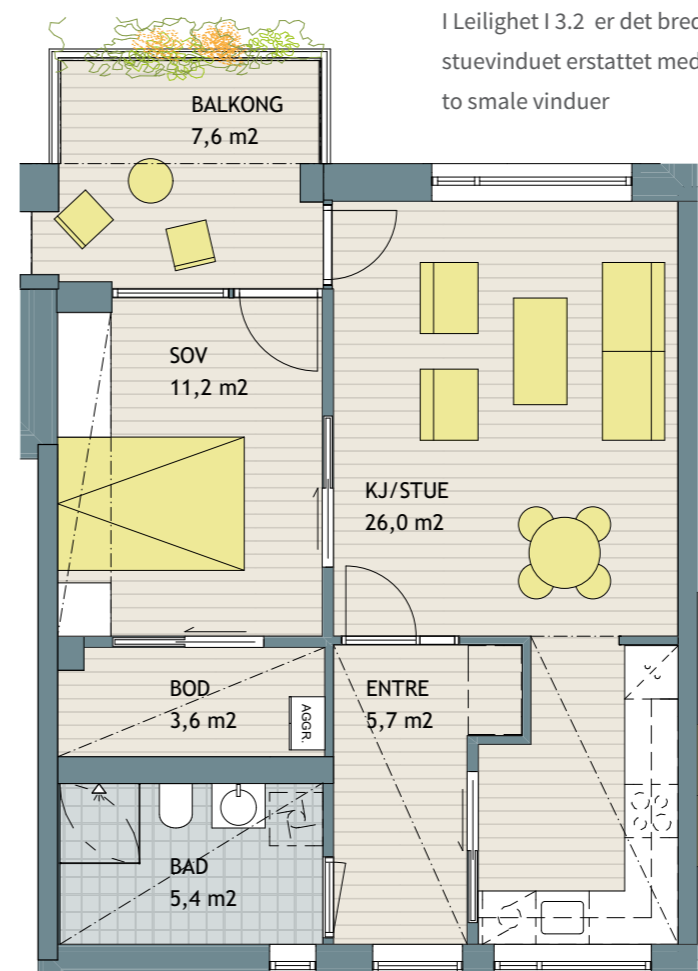 I Leilighet I 3.2 er det bred
stuevinduet erstattet med
to smale vinduer
BALKONG
7,6 m2
SOV
11,2 m2
KJ/STUE
26,0 m2
BOD
3,6 m2
AGGR.
ENTRE
5,7 m2
BAD
5,4 m2